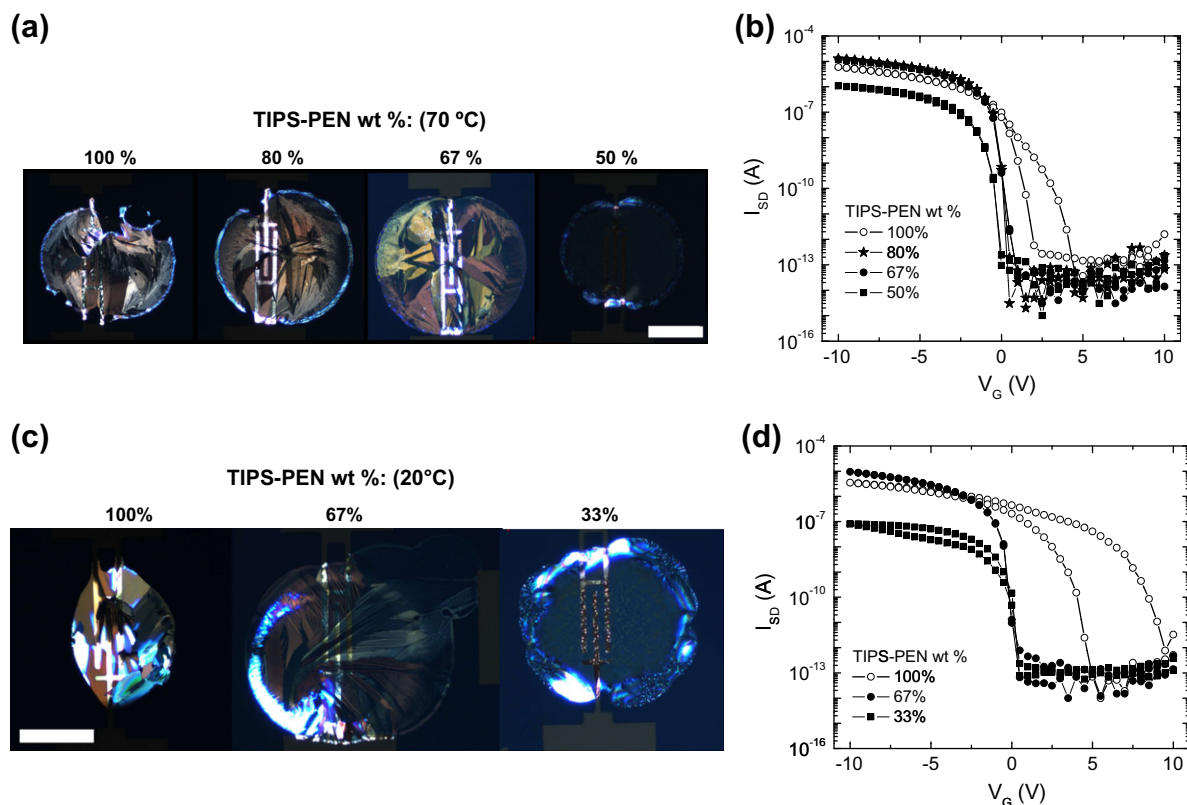 (a)
TIPS-PEN wt %: (70 ºC)
100 %
80 %
67 %
50 %
(b)
I_SD (A)
10^-4
10^-7
10^-10
10^-13
10^-16
TIPS-PEN wt %
100%
80%
67%
50%
-10
-5
0
5
10
V_G (V)
(c)
TIPS-PEN wt %: (20°C)
100%
67%
33%
(d)
I_SD (A)
10^-4
10^-7
10^-10
10^-13
10^-16
TIPS-PEN wt %
100%
67%
33%
-10
-5
0
5
10
V_G (V)